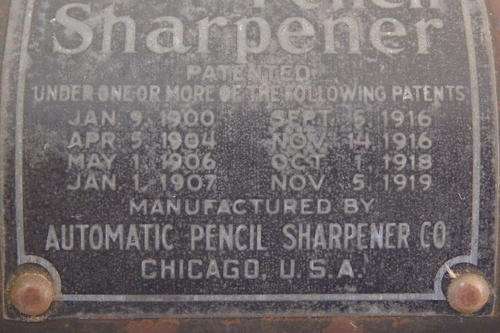 Pencil
Sharpener
PATENTED
UNDER ONE OR MORE OF THE FOLLOWING PATENTS
JAN 9, 1900 SEPT. 15, 1916
APR 5, 1904 NOV. 14, 1916
MAY 1, 1906 OCT. 1, 1918
JAN. 1, 1907 NOV. 5, 1919
MANUFACTURED BY
AUTOMATIC PENCIL SHARPENER CO.
CHICAGO, U.S.A.